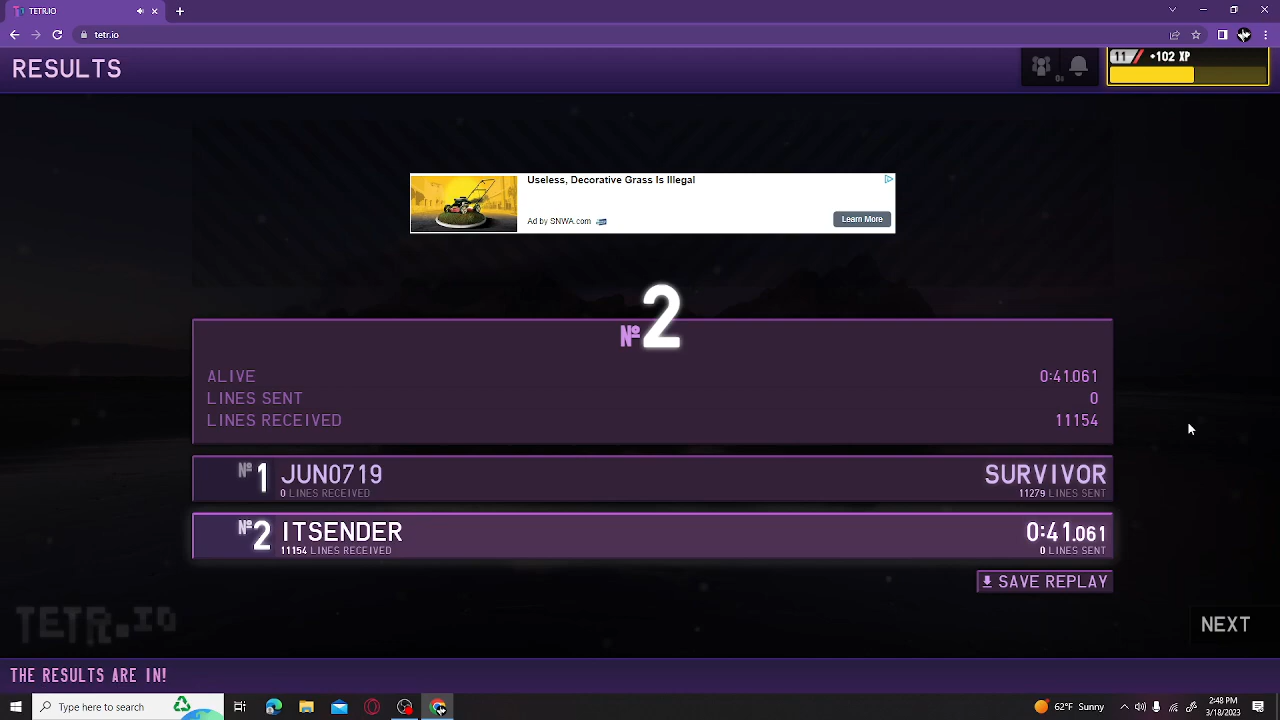 TETR.IO
tetr.io
RESULTS
0s
11 +102 XP
Useless, Decorative Grass Is Illegal
Ad by SNWA.com
Learn More
Nº2
ALIVE 0:41.061
LINES SENT 0
LINES RECEIVED 11154
Nº1 JUN0719 SURVIVOR
0 LINES RECEIVED 11279 LINES SENT
Nº2 ITSENDER 0:41.061
11154 LINES RECEIVED 0 LINES SENT
SAVE REPLAY
TETR.IO
NEXT
THE RESULTS ARE IN!
Type here to search
62°F Sunny
2:48 PM
3/18/2023